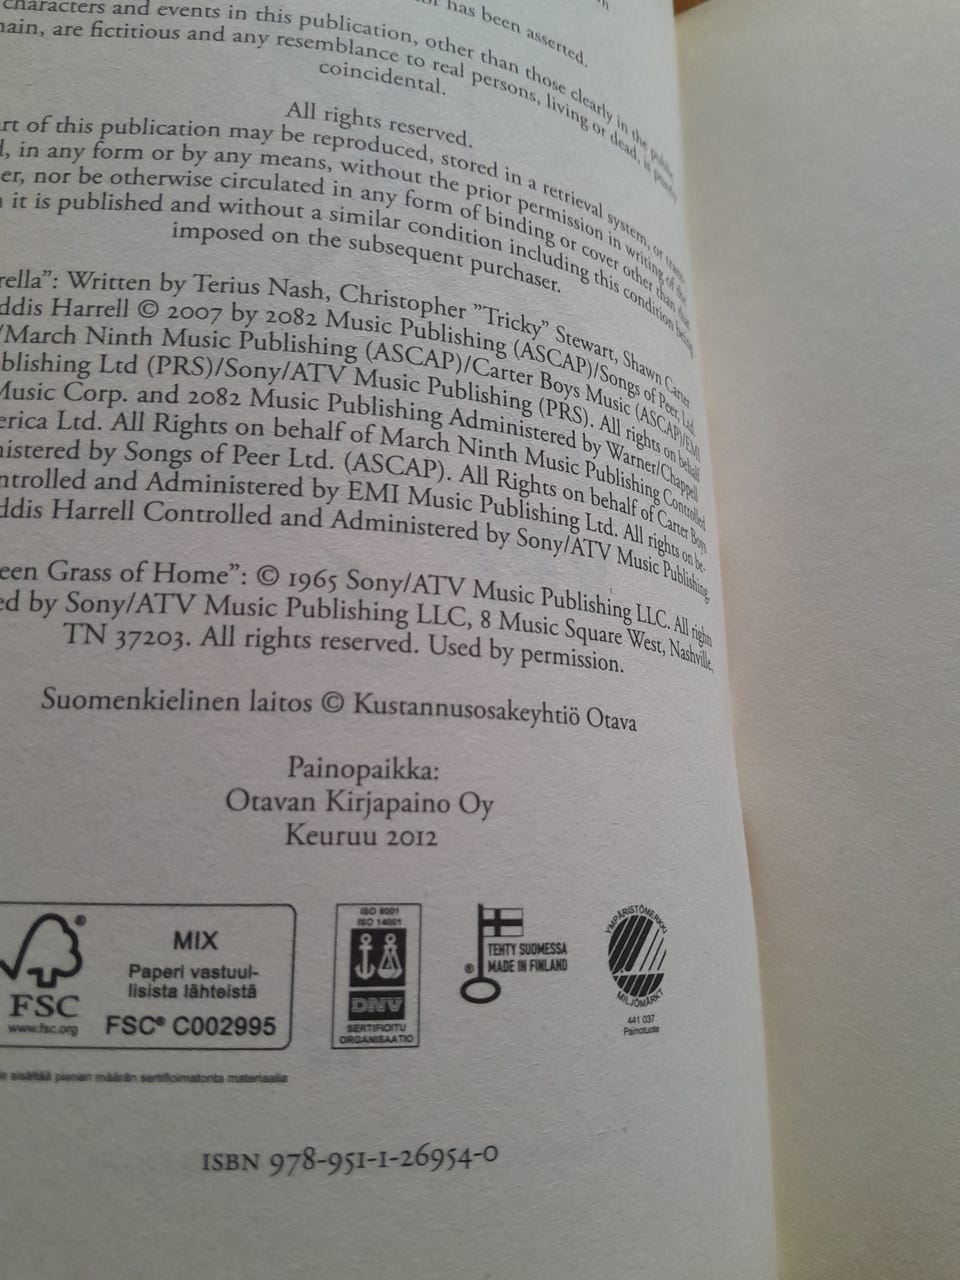 has been asserted.
characters and events in this publication, other than those clearly in the public
main, are fictitious and any resemblance to real persons, living or dead, is purely
coincidental.
All rights reserved.
rt of this publication may be reproduced, stored in a retrieval system, or trans-
d, in any form or by any means, without the prior permission in writing of the
er, nor be otherwise circulated in any form of binding or cover other than that
it is published and without a similar condition including this condition being
imposed on the subsequent purchaser.
rella”: Written by Terius Nash, Christopher ”Tricky” Stewart, Shawn Carter
ddis Harrell © 2007 by 2082 Music Publishing (ASCAP)/Songs of Peer, Ltd.
/March Ninth Music Publishing (ASCAP)/Carter Boys Music (ASCAP)/EMI
blishing Ltd (PRS)/Sony/ATV Music Publishing (PRS). All rights on behalf
Music Corp. and 2082 Music Publishing Administered by Warner/Chappell
erica Ltd. All Rights on behalf of March Ninth Music Publishing Controlled
nistered by Songs of Peer Ltd. (ASCAP). All Rights on behalf of Carter Boys
ntrolled and Administered by EMI Music Publishing Ltd. All rights on be-
ddis Harrell Controlled and Administered by Sony/ATV Music Publishing.
een Grass of Home”: © 1965 Sony/ATV Music Publishing LLC. All rights
ed by Sony/ATV Music Publishing LLC, 8 Music Square West, Nashville,
TN 37203. All rights reserved. Used by permission.
Suomenkielinen laitos © Kustannusosakeyhtiö Otava
Painopaikka:
Otavan Kirjapaino Oy
Keuruu 2012
FSC
www.fsc.org
MIX
Paperi vastuul-
lisista lähteistä
FSC® C002995
ISO 9001
ISO 14001
DNV
SERTIFIOITU
ORGANISAATIO
TEHTY SUOMESSA
MADE IN FINLAND
YMPÄRISTÖMERKKI
MILJÖMÄRKT
441 037
Painotuote
sisältää pienen määrän sertifioimatonta materiaalia
ISBN 978-951-1-26954-0